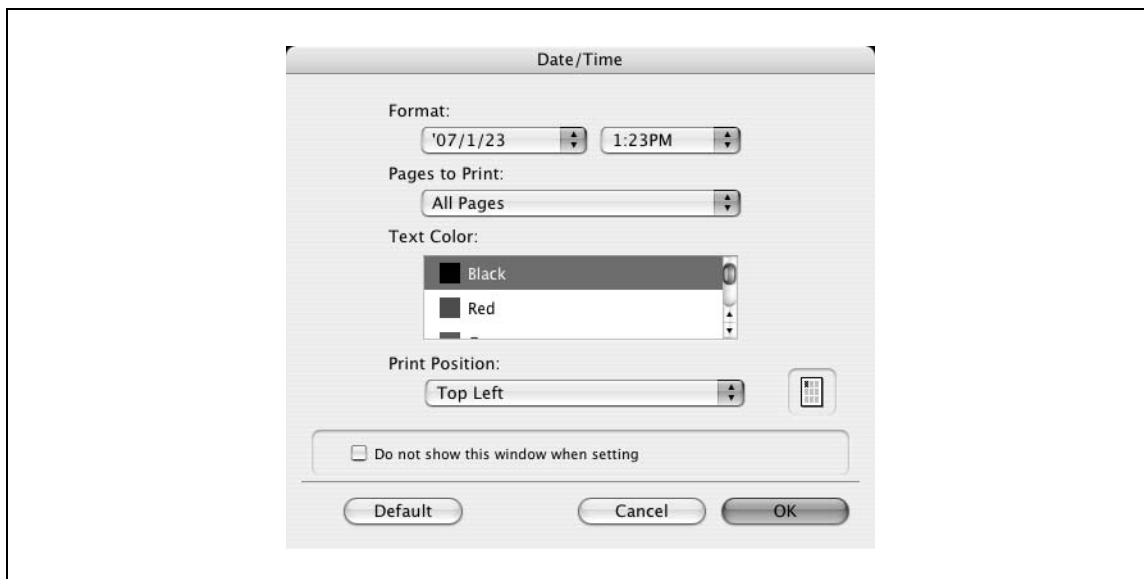 Date/Time
Format:
'07/1/23 1:23PM
Pages to Print:
All Pages
Text Color:
Black
Red
Print Position:
Top Left
Do not show this window when setting
Default Cancel OK